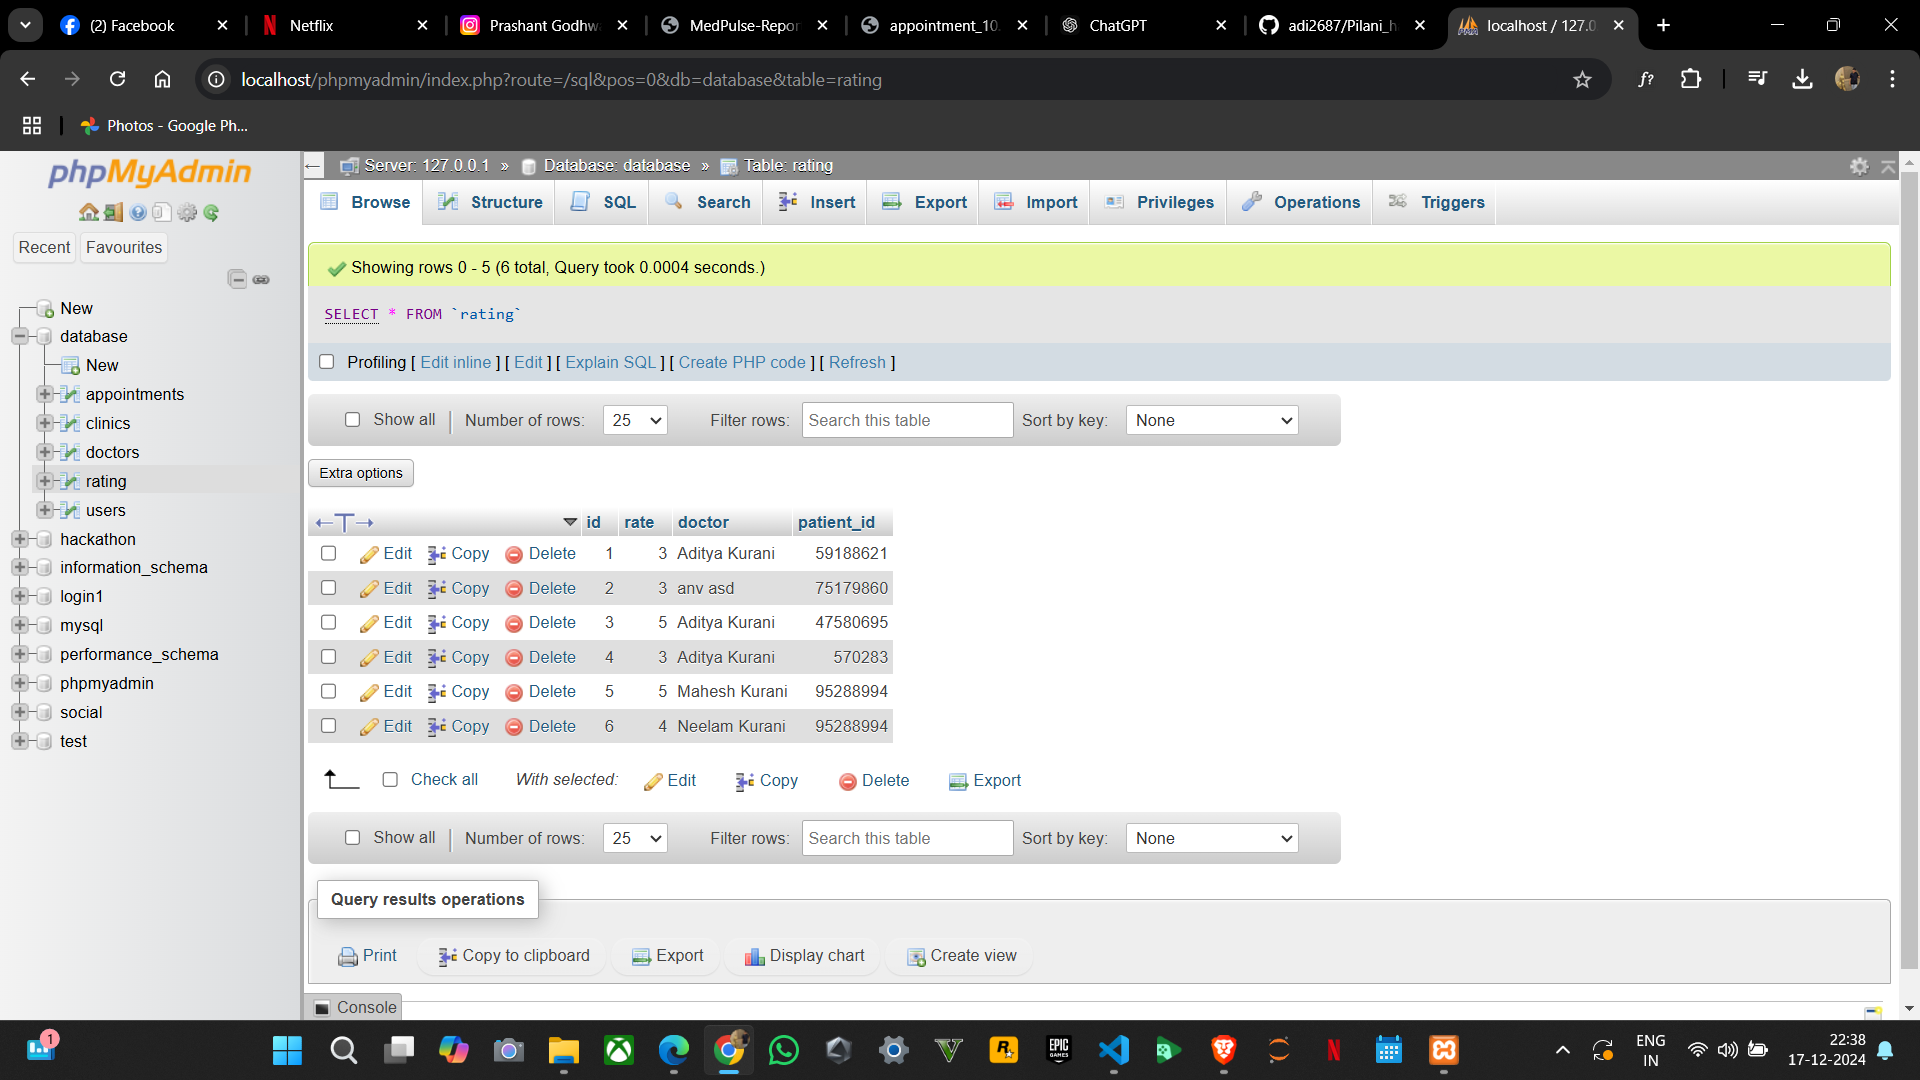 (2) Facebook
Netflix
Prashant Godhwa
MedPulse-Repor
appointment_10
ChatGPT
adi2687/Pilani_h
localhost / 127.0
localhost/phpmyadmin/index.php?route=/sql&pos=0&db=database&table=rating
f?
Photos - Google Ph...
phpMyAdmin
Recent
Favourites
New
database
New
appointments
clinics
doctors
rating
users
hackathon
information_schema
login1
mysql
performance_schema
phpmyadmin
social
test
Server: 127.0.0.1 » Database: database » Table: rating
Browse Structure SQL Search Insert Export Import Privileges Operations Triggers
Showing rows 0 - 5 (6 total, Query took 0.0004 seconds.)
SELECT * FROM `rating`
Profiling [ Edit inline ] [ Edit ] [ Explain SQL ] [ Create PHP code ] [ Refresh ]
Show all Number of rows: 25 Filter rows: Search this table Sort by key: None
Extra options
id rate doctor patient_id
Edit Copy Delete 1 3 Aditya Kurani 59188621
Edit Copy Delete 2 3 anv asd 75179860
Edit Copy Delete 3 5 Aditya Kurani 47580695
Edit Copy Delete 4 3 Aditya Kurani 570283
Edit Copy Delete 5 5 Mahesh Kurani 95288994
Edit Copy Delete 6 4 Neelam Kurani 95288994
Check all With selected: Edit Copy Delete Export
Show all Number of rows: 25 Filter rows: Search this table Sort by key: None
Query results operations
Print Copy to clipboard Export Display chart Create view
Console
1
EPIC GAMES
ENG
IN
22:38
17-12-2024